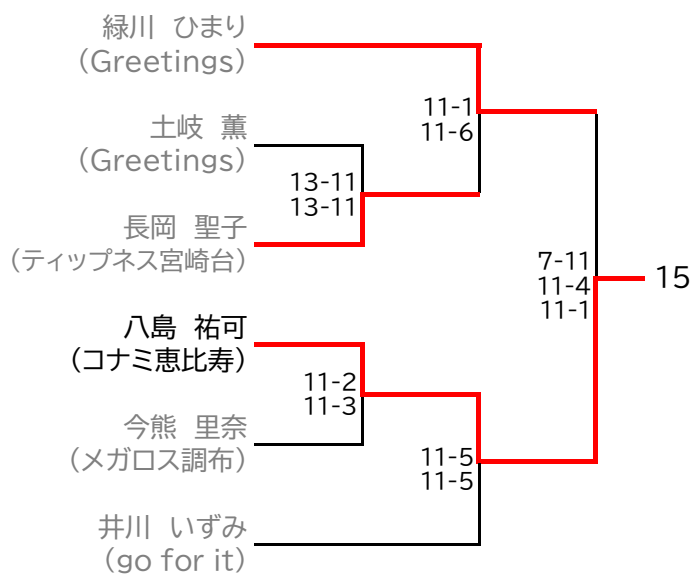 緑川 ひまり
(Greetings)
11-1
11-6
土岐 薫
(Greetings)
13-11
13-11
長岡 聖子
(ティップネス宮崎台)
7-11
11-4
11-1
15
八島 祐可
(コナミ恵比寿)
11-2
11-3
今熊 里奈
(メガロス調布)
11-5
11-5
井川 いずみ
(go for it)